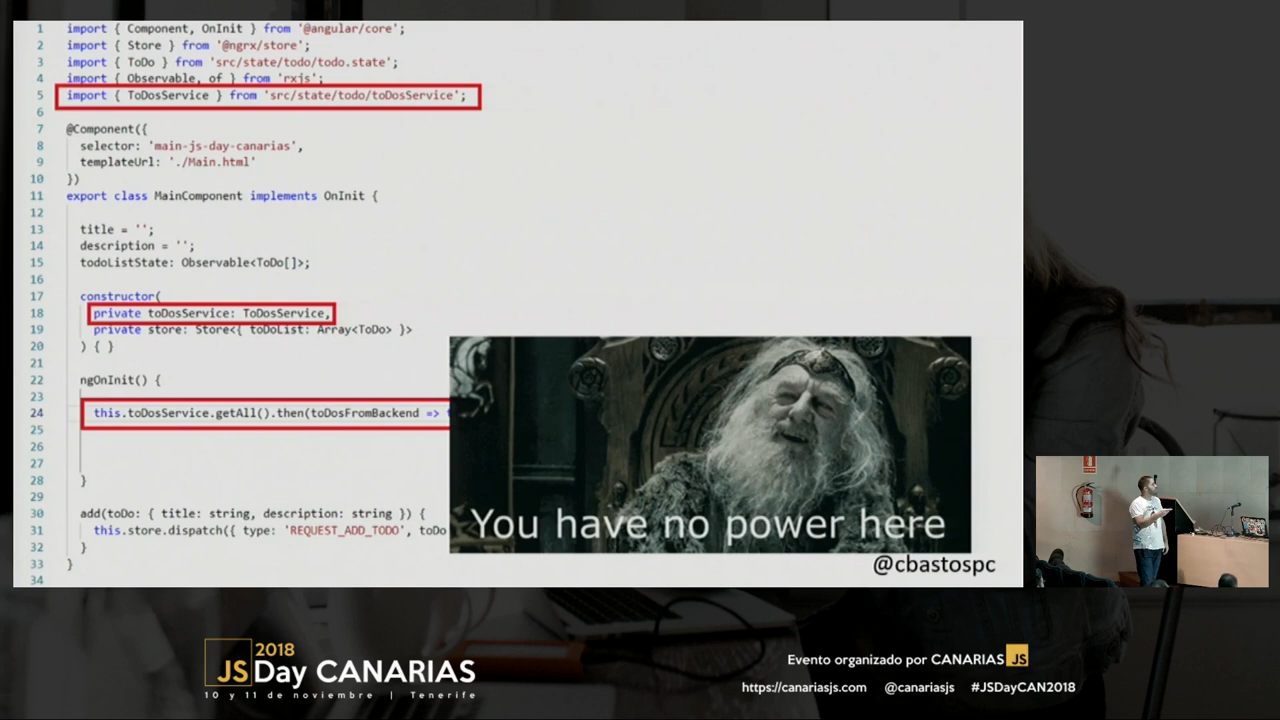 1 import { Component, OnInit } from '@angular/core';
2 import { Store } from '@ngrx/store';
3 import { ToDo } from 'src/state/todo/todo.state';
4 import { Observable, of } from 'rxjs';
5 import { ToDosService } from 'src/state/todo/toDosService';
6
7 @Component({
8 selector: 'main-js-day-canarias',
9 templateUrl: './Main.html'
10 })
11 export class MainComponent implements OnInit {
12
13 title = '';
14 description = '';
15 todoListState: Observable<ToDo[]>;
16
17 constructor(
18 private toDosService: ToDosService,
19 private store: Store<{ toDoList: Array<ToDo> }>
20 ) { }
21
22 ngOnInit() {
23
24 this.toDosService.getAll().then(toDosFromBackend =>
25
26
27
28 }
29
30 add(toDo: { title: string, description: string }) {
31 this.store.dispatch({ type: 'REQUEST_ADD_TODO', toDo
32 }
33 }
34
You have no power here
@cbastospc
2018
JSDay CANARIAS
10 y 11 de noviembre | Tenerife
Evento organizado por CANARIAS JS
https://canariasjs.com @canariasjs #JSDayCAN2018